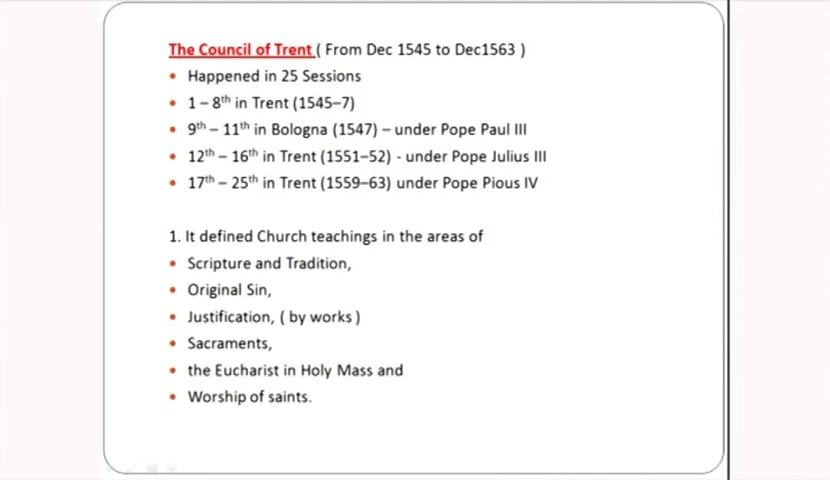 The Council of Trent ( From Dec 1545 to Dec1563 )
• Happened in 25 Sessions
• 1 – 8th in Trent (1545–7)
• 9th – 11th in Bologna (1547) – under Pope Paul III
• 12th – 16th in Trent (1551–52) - under Pope Julius III
• 17th – 25th in Trent (1559–63) under Pope Pious IV
1. It defined Church teachings in the areas of
• Scripture and Tradition,
• Original Sin,
• Justification, ( by works )
• Sacraments,
• the Eucharist in Holy Mass and
• Worship of saints.